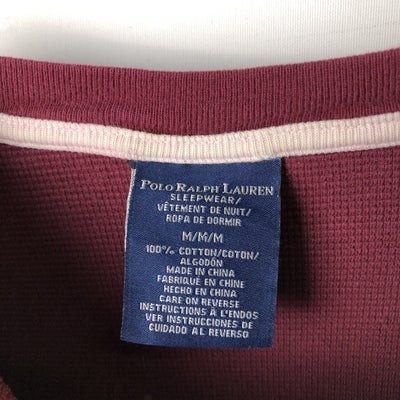 POLO RALPH LAUREN
SLEEPWEAR/
VÊTEMENT DE NUIT/
ROPA DE DORMIR
M/M/M
100% COTTON/COTON/
ALGODÓN
MADE IN CHINA
FABRIQUÉ EN CHINE
HECHO EN CHINA
CARE ON REVERSE
INSTRUCTIONS À L'ENDOS
VER INSTRUCCIONES DE
CUIDADO AL REVERSO